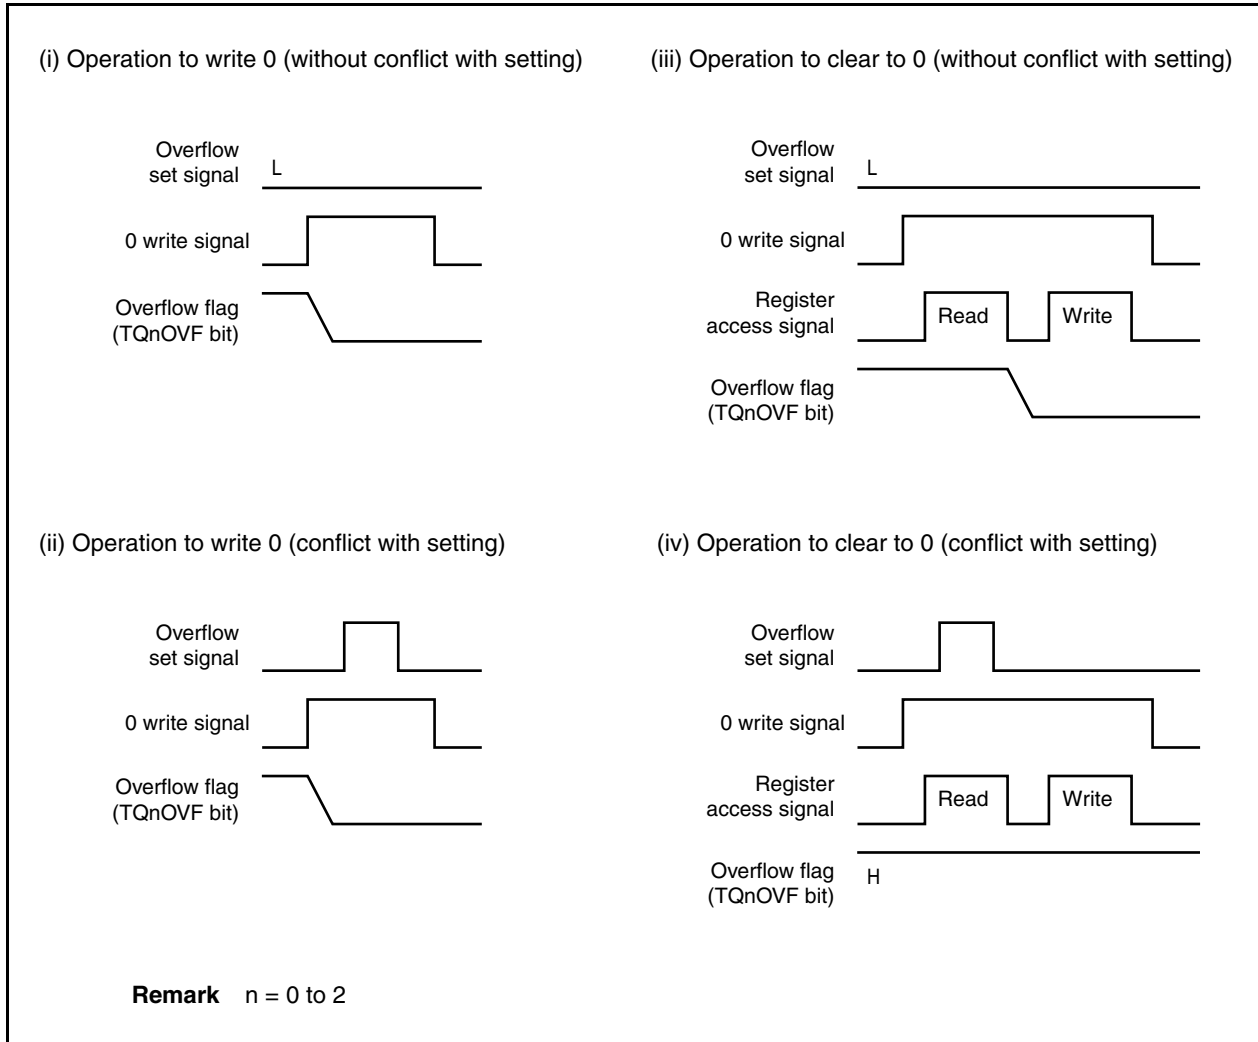 (i) Operation to write 0 (without conflict with setting)
Overflow
set signal
L
0 write signal
Overflow flag
(TQnOVF bit)
(iii) Operation to clear to 0 (without conflict with setting)
Overflow
set signal
L
0 write signal
Register
access signal
Read
Write
Overflow flag
(TQnOVF bit)
(ii) Operation to write 0 (conflict with setting)
Overflow
set signal
0 write signal
Overflow flag
(TQnOVF bit)
(iv) Operation to clear to 0 (conflict with setting)
Overflow
set signal
0 write signal
Register
access signal
Read
Write
Overflow flag
(TQnOVF bit)
H
Remark n = 0 to 2